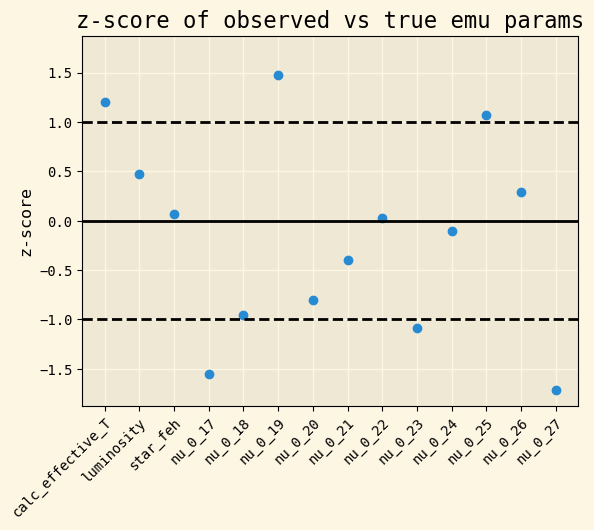 z-score of observed vs true emu params
z-score
1.5
1.0
0.5
0.0
−0.5
−1.0
−1.5
calc_effective_T
luminosity
star_feh
nu_0_17
nu_0_18
nu_0_19
nu_0_20
nu_0_21
nu_0_22
nu_0_23
nu_0_24
nu_0_25
nu_0_26
nu_0_27